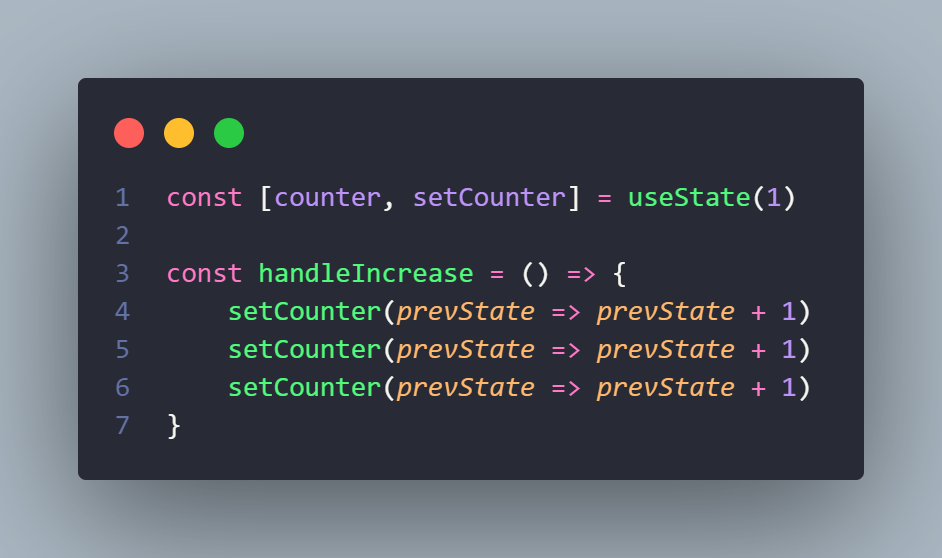 1 const [counter, setCounter] = useState(1)
2
3 const handleIncrease = () => {
4     setCounter(prevState => prevState + 1)
5     setCounter(prevState => prevState + 1)
6     setCounter(prevState => prevState + 1)
7 }